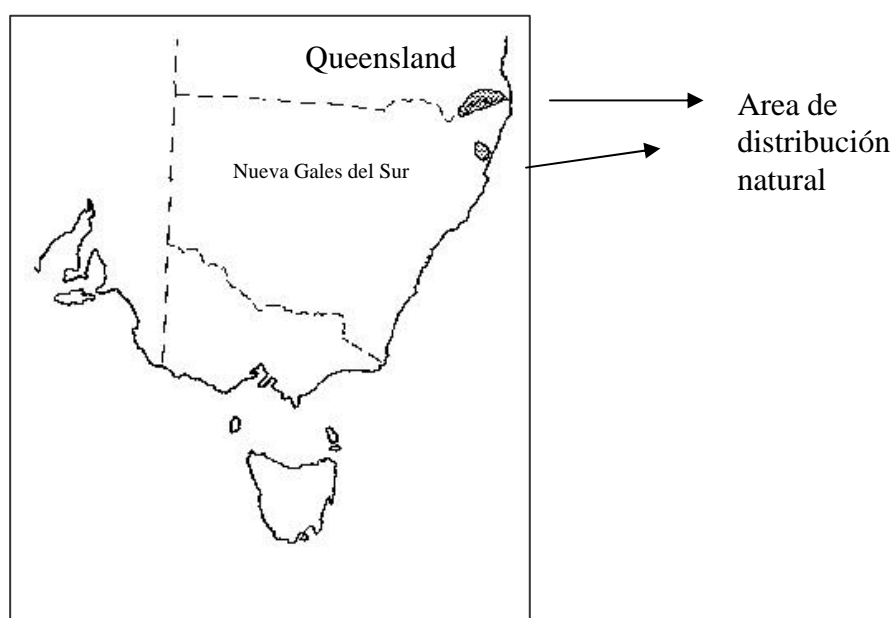 Queensland
Nueva Gales del Sur
Area de
distribución
natural